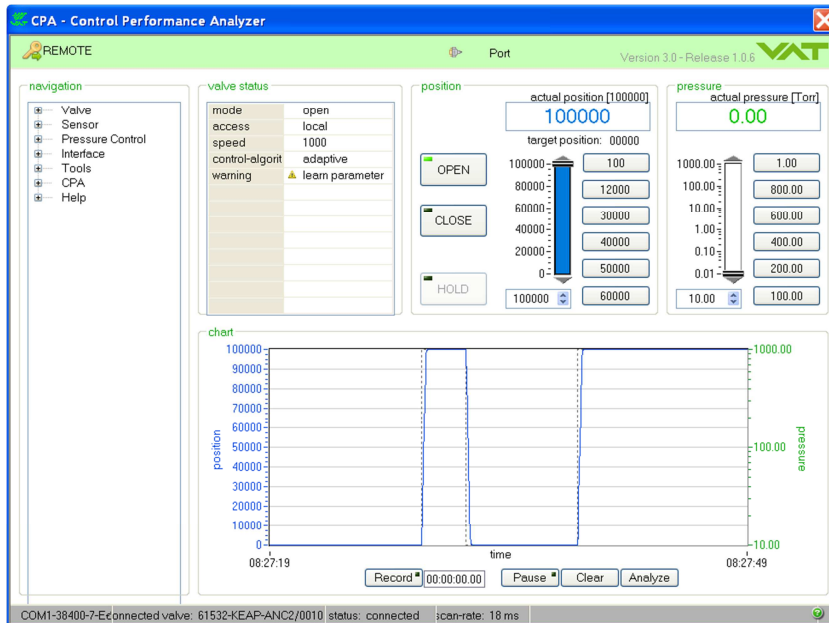 CPA - Control Performance Analyzer
REMOTE
Port
Version 3.0 - Release 1.0.6
VAT
navigation
Valve
Sensor
Pressure Control
Interface
Tools
CPA
Help
valve status
mode open
access local
speed 1000
control-algorit adaptive
warning learn parameter
position
actual position [100000]
100000
target position: 00000
OPEN
CLOSE
HOLD
100000
80000
60000
40000
20000
0
100000
100
12000
30000
40000
50000
60000
pressure
actual pressure [Torr]
0.00
1000.00
100.00
10.00
1.00
0.10
0.01
10.00
1.00
800.00
600.00
400.00
200.00
100.00
chart
position
100000
90000
80000
70000
60000
50000
40000
30000
20000
10000
0
1000.00
100.00
10.00
pressure
08:27:19
time
08:27:49
Record
00:00:00.00
Pause
Clear
Analyze
COM1-38400-7-E
onnected valve: 61532-KEAP-ANC2/0010
status: connected
scan-rate: 18 ms